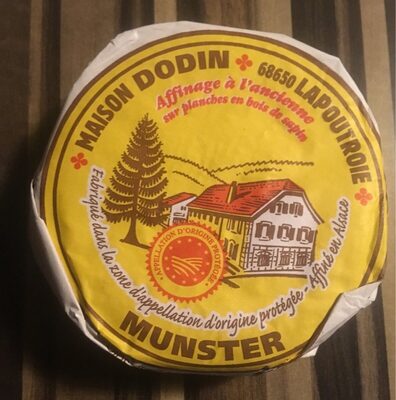 MAISON DODIN 68650 LAPOUTROIE
Affinage à l'ancienne
sur planches en bois de sapin
APPELLATION D'ORIGINE PROTÉGÉE
Fabriqué dans la zone d'appellation d'origine protégée - Affiné en Alsace
MUNSTER